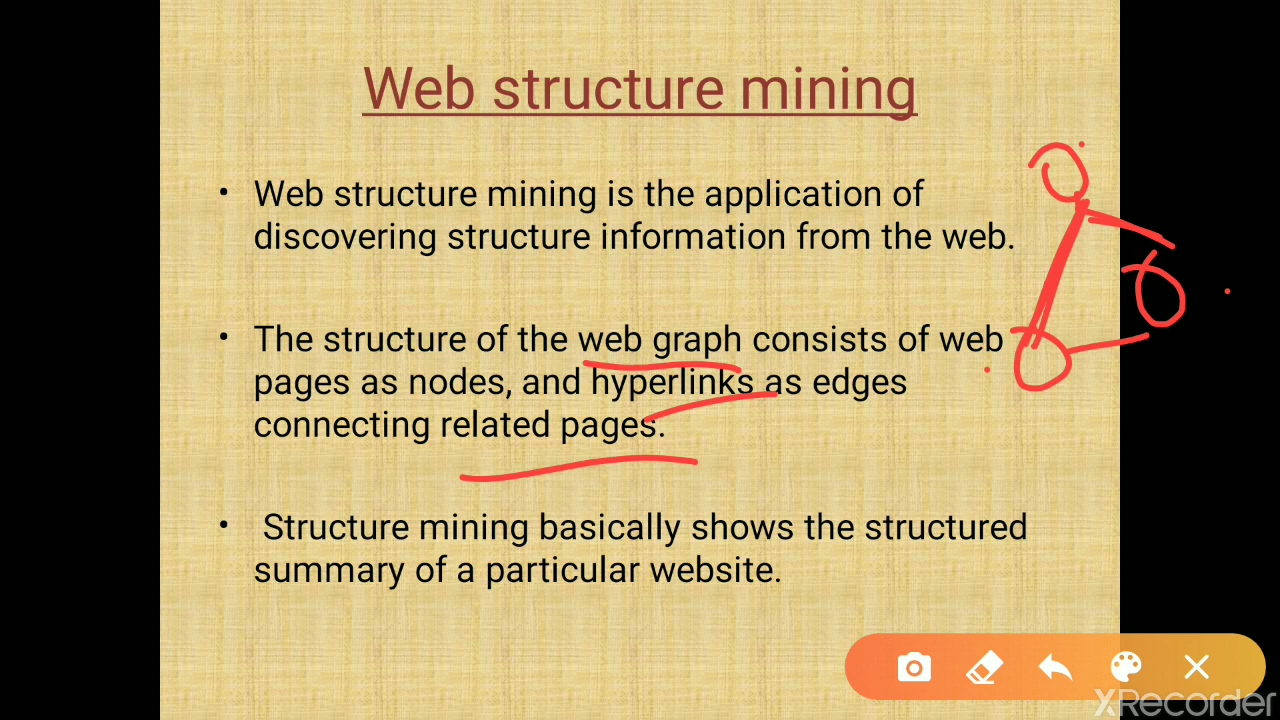 Web structure mining
• Web structure mining is the application of
discovering structure information from the web.
• The structure of the web graph consists of web
pages as nodes, and hyperlinks as edges
connecting related pages.
• Structure mining basically shows the structured
summary of a particular website.
XRecorder